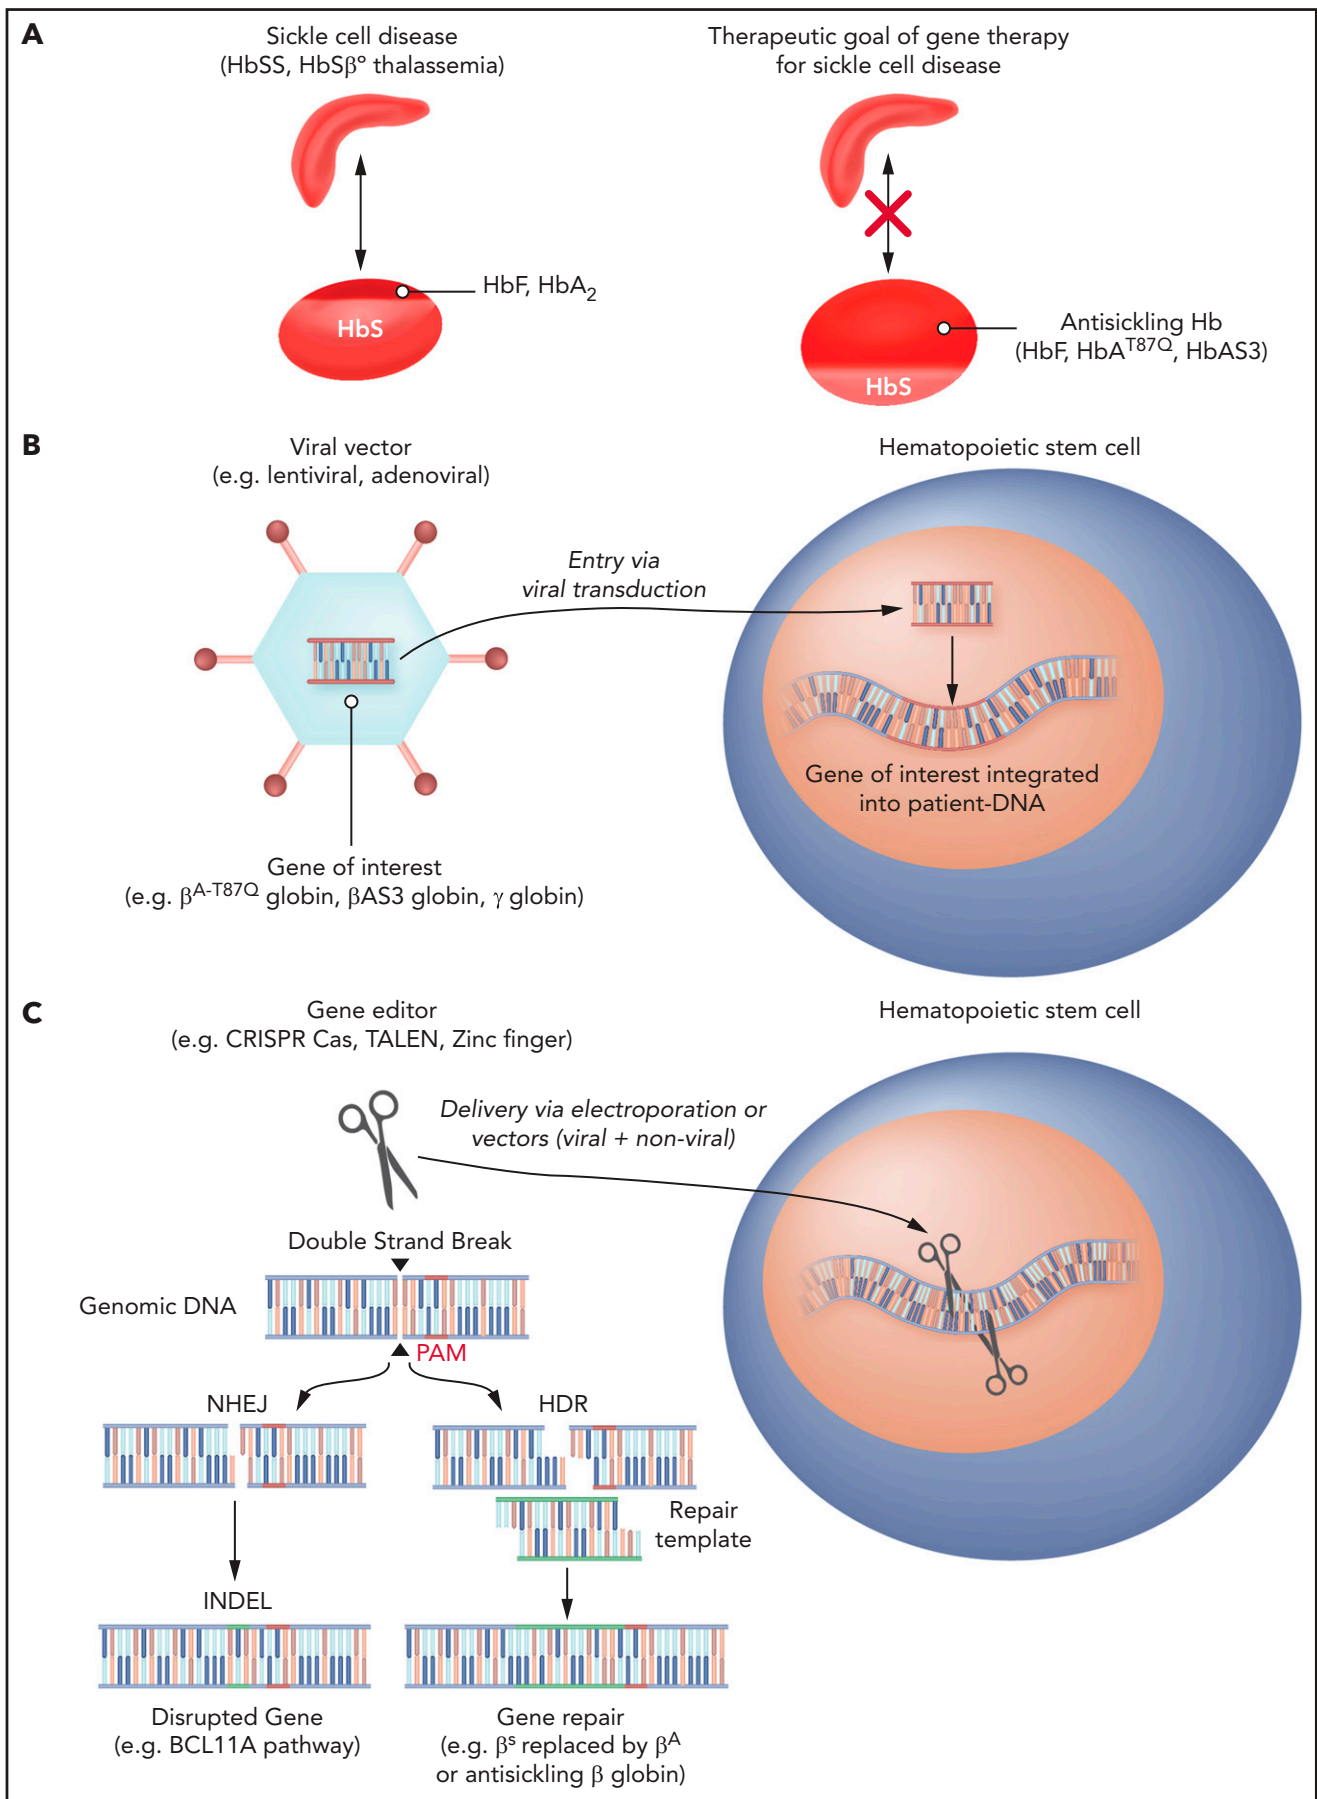 A
Sickle cell disease
(HbSS, HbSβ° thalassemia)
Therapeutic goal of gene therapy
for sickle cell disease
HbF, HbA₂
HbS
Antisickling Hb
(HbF, HbA^T87Q, HbAS3)
HbS
B
Viral vector
(e.g. lentiviral, adenoviral)
Hematopoietic stem cell
Entry via
viral transduction
Gene of interest integrated
into patient-DNA
Gene of interest
(e.g. β^A-T87Q globin, βAS3 globin, γ globin)
C
Gene editor
(e.g. CRISPR Cas, TALEN, Zinc finger)
Hematopoietic stem cell
Delivery via electroporation or
vectors (viral + non-viral)
Double Strand Break
Genomic DNA
PAM
NHEJ
HDR
Repair
template
INDEL
Disrupted Gene
(e.g. BCL11A pathway)
Gene repair
(e.g. β^s replaced by β^A
or antisickling β globin)